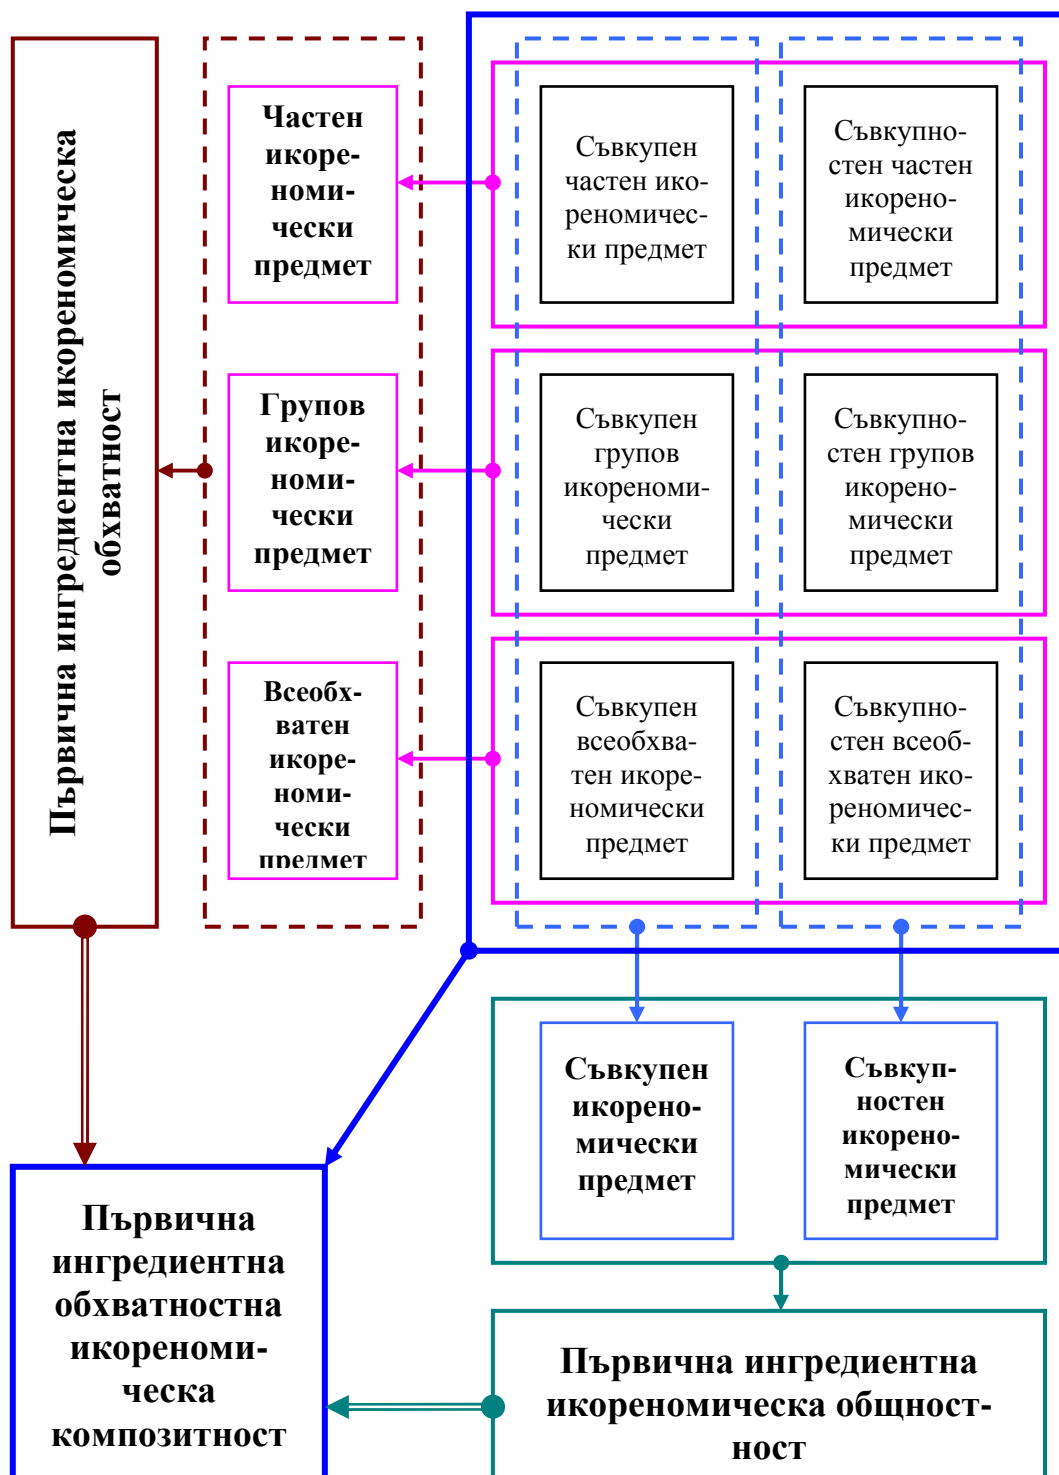 Първична ингредиентна икореномическа
обхватност
Частен
икоре-
номи-
чески
предмет
Съвкупен
частен ико-
реномичес-
ки предмет
Съвкупно-
стен частен
икорено-
мически
предмет
Групов
икоре-
номи-
чески
предмет
Съвкупен
групов
икореноми-
чески
предмет
Съвкупно-
стен групов
икорено-
мически
предмет
Всеобх-
ватен
икоре-
номи-
чески
предмет
Съвкупен
всеобхва-
тен икоре-
номически
предмет
Съвкупно-
стен всеоб-
хватен ико-
реномичес-
ки предмет
Съвкупен
икорено-
мически
предмет
Съвкуп-
ностен
икорено-
мически
предмет
Първична
ингредиентна
обхватностна
икореноми-
ческа
композитност
Първична ингредиентна
икореномическа общност-
ност